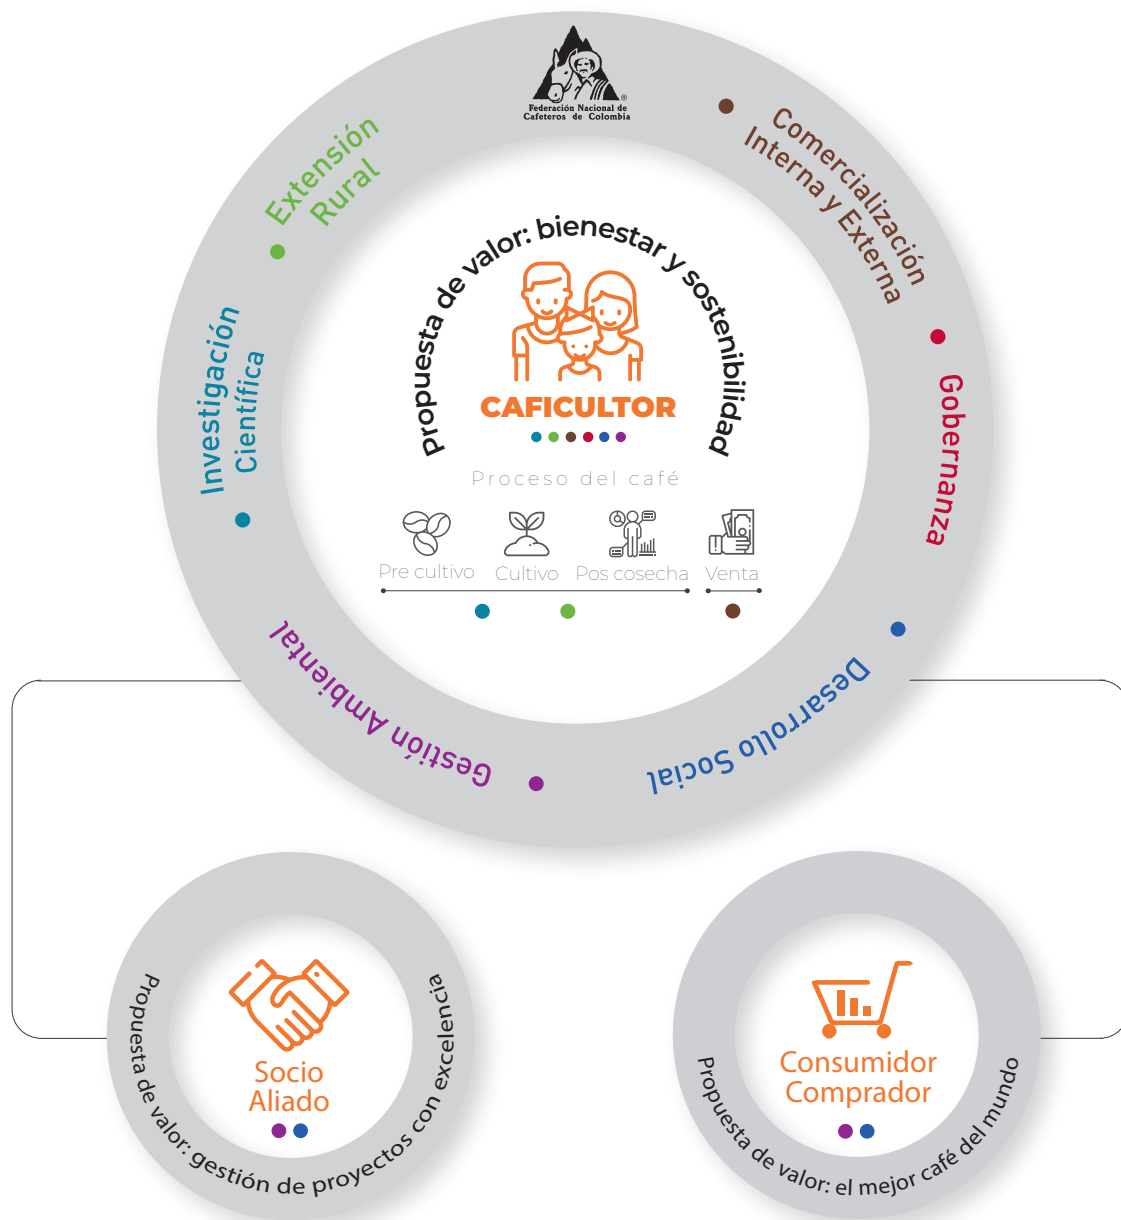 Federación Nacional de
Cafeteros de Colombia
®
Comercialización
Interna y Externa
Gobernanza
Desarrollo Social
Gestión Ambiental
Investigación
Científica
Extensión
Rural
Propuesta de valor: bienestar y sostenibilidad
CAFICULTOR
Proceso del café
Pre cultivo
Cultivo
Pos cosecha
Venta
Socio
Aliado
Propuesta de valor: gestión de proyectos con excelencia
Consumidor
Comprador
Propuesta de valor: el mejor café del mundo